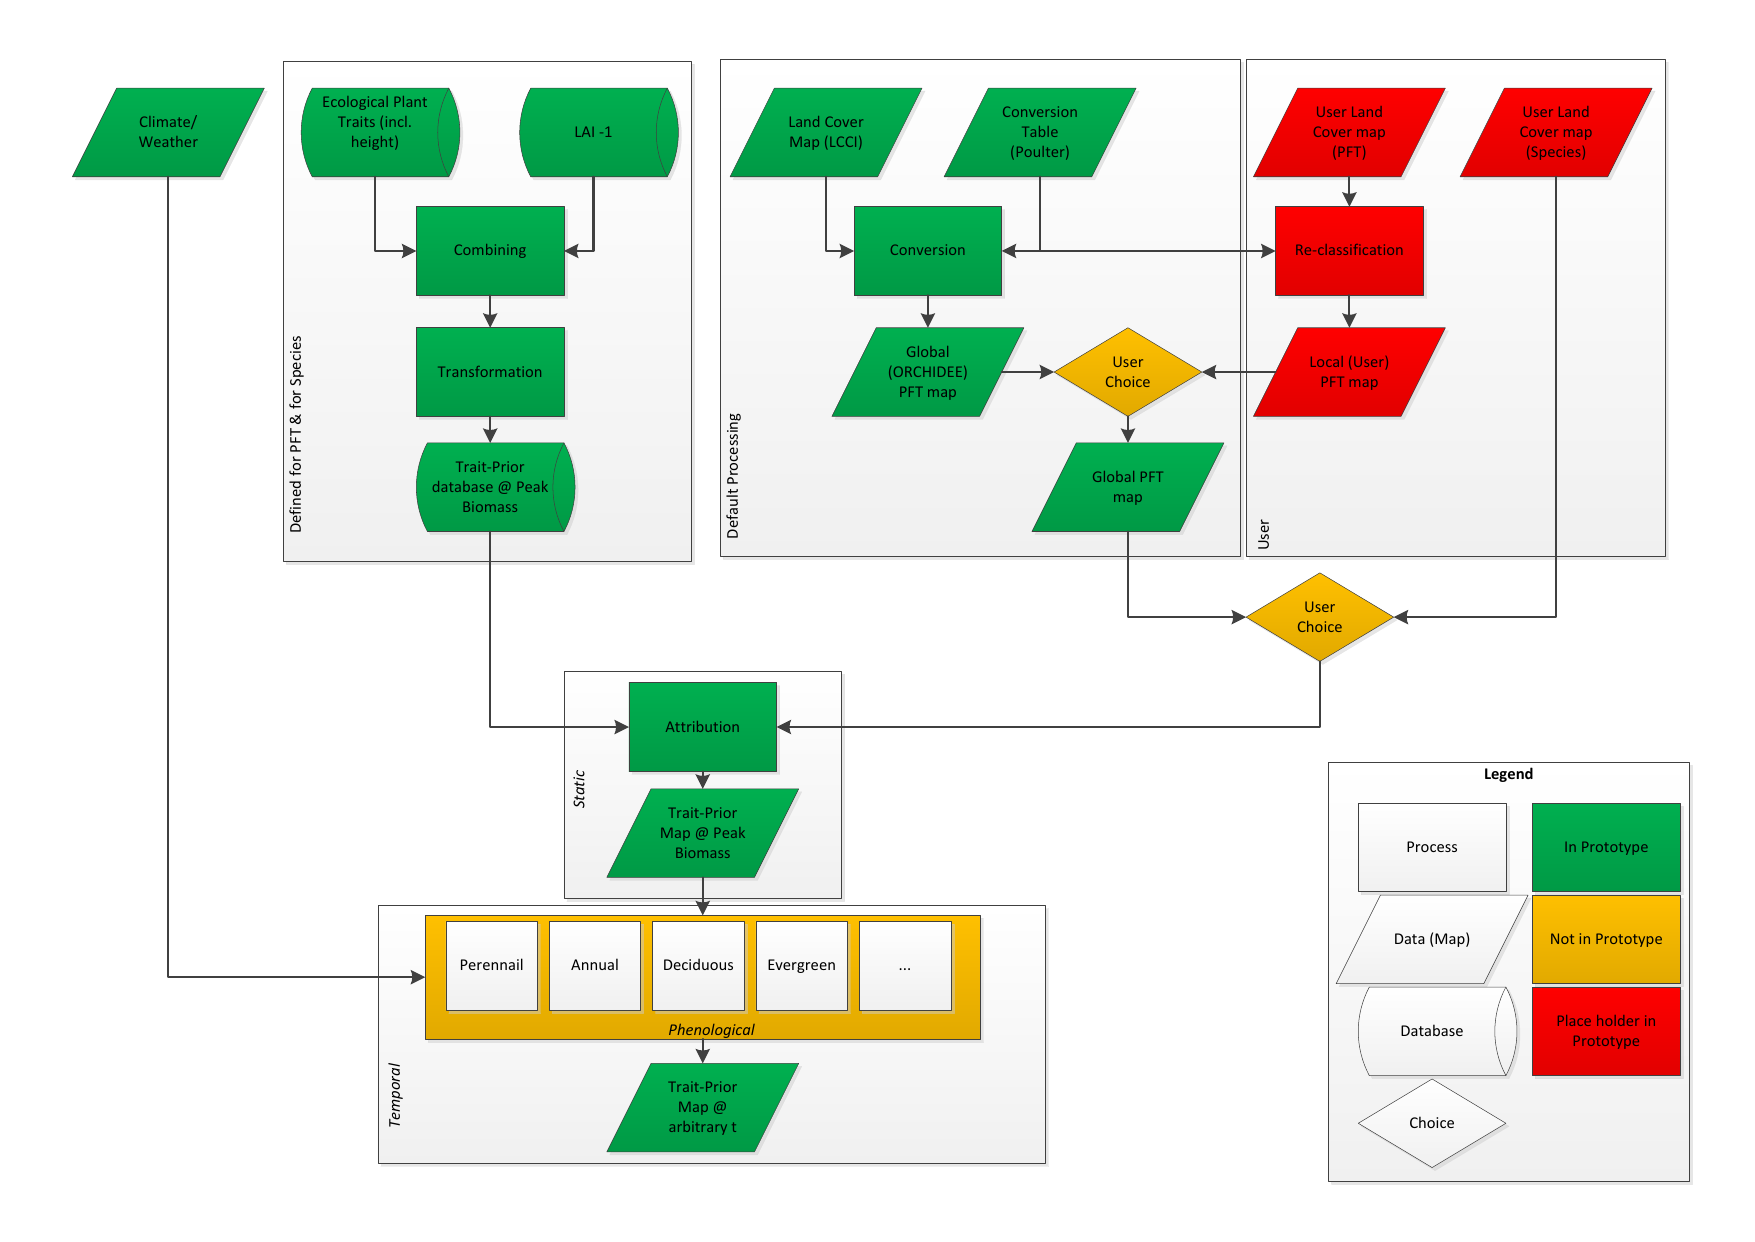 Climate/
Weather
Ecological Plant
Traits (incl.
height)
LAI -1
Combining
Transformation
Trait-Prior
database @ Peak
Biomass
Defined for PFT & for Species
Land Cover
Map (LCCI)
Conversion
Table
(Poulter)
Conversion
Global
(ORCHIDEE)
PFT map
User
Choice
Global PFT
map
Default Processing
User Land
Cover map
(PFT)
User Land
Cover map
(Species)
Re-classification
Local (User)
PFT map
User
User
Choice
Attribution
Static
Trait-Prior
Map @ Peak
Biomass
Perennail
Annual
Deciduous
Evergreen
...
Phenological
Temporal
Trait-Prior
Map @
arbitrary t
Legend
Process
In Prototype
Data (Map)
Not in Prototype
Database
Place holder in
Prototype
Choice